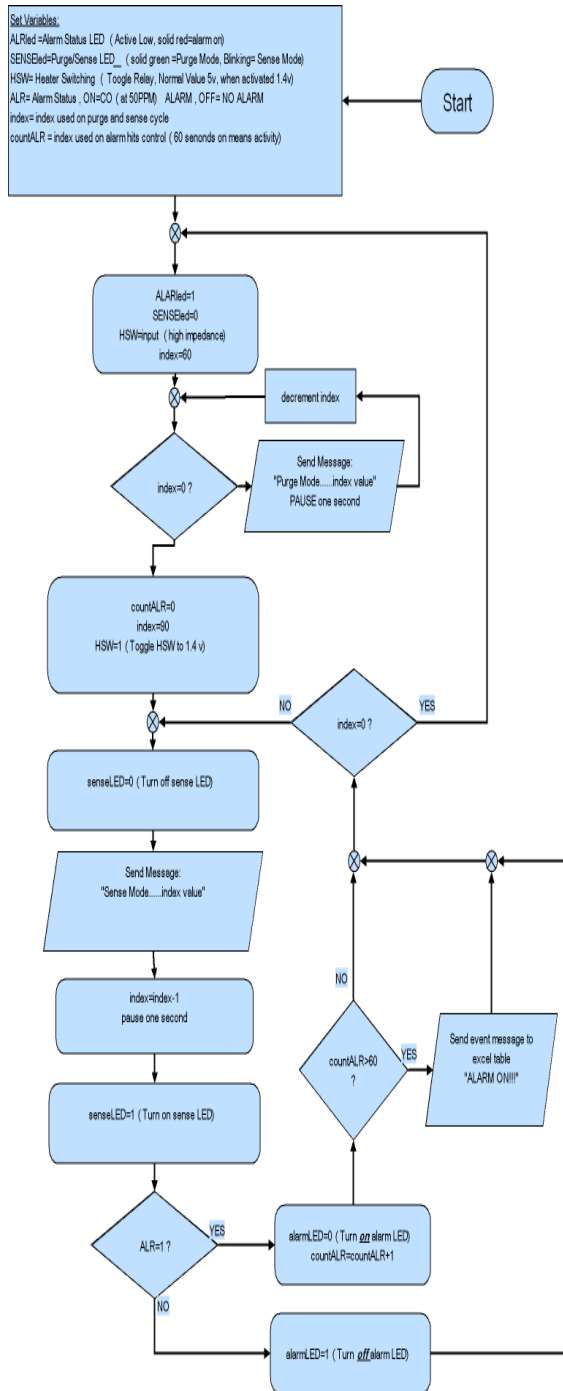 Set Variables:
ALRled =Alarm Status LED ( Active Low, solid red=alarm on)
SENSEled=Purge/Sense LED__ ( solid green =Purge Mode, Blinking= Sense Mode)
HSW= Heater Switching ( Toogle Relay, Normal Value 5v, when activated 1.4v)
ALR= Alarm Status , ON=CO ( at 50PPM) ALARM , OFF= NO ALARM
index= index used on purge and sense cycle
countALR = index used on alarm hits control ( 60 senonds on means activity)
Start
ALARled=1
SENSEled=0
HSW=input ( high impedance)
index=60
decrement index
index=0 ?
Send Message:
"Purge Mode......index value"
PAUSE one second
countALR=0
index=90
HSW=1 ( Toggle HSW to 1.4 v)
NO
index=0 ?
YES
senseLED=0 ( Turn off sense LED)
Send Message:
"Sense Mode......index value"
index=index-1
pause one second
NO
countALR>60
?
YES
Send event message to
excel table
"ALARM ON!!!"
senseLED=1 ( Turn on sense LED)
ALR=1 ?
YES
alarmLED=0 ( Turn on alarm LED)
countALR=countALR+1
NO
alarmLED=1 ( Turn off alarm LED)